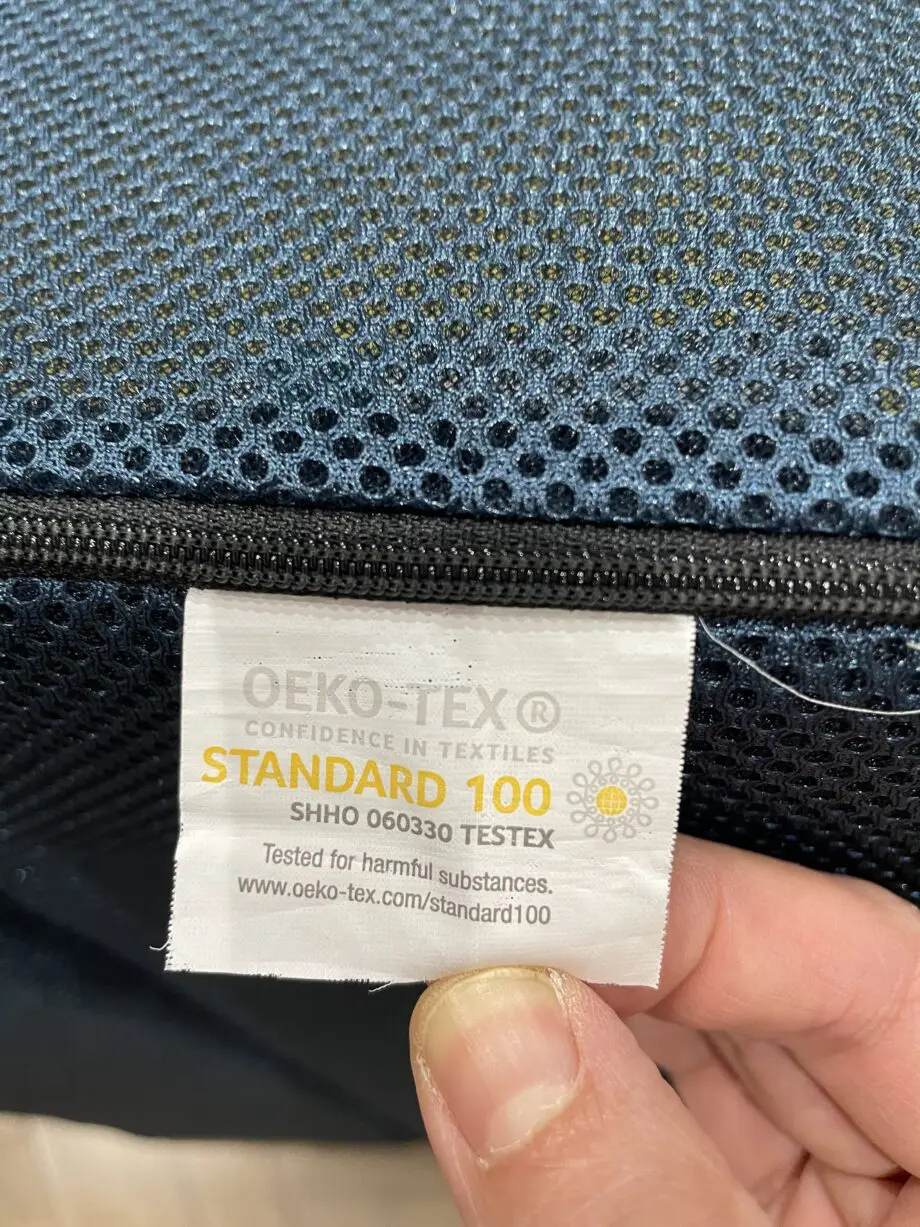 OEKO-TEX®
CONFIDENCE IN TEXTILES
STANDARD 100
SHHO 060330 TESTEX
Tested for harmful substances.
www.oeko-tex.com/standard100